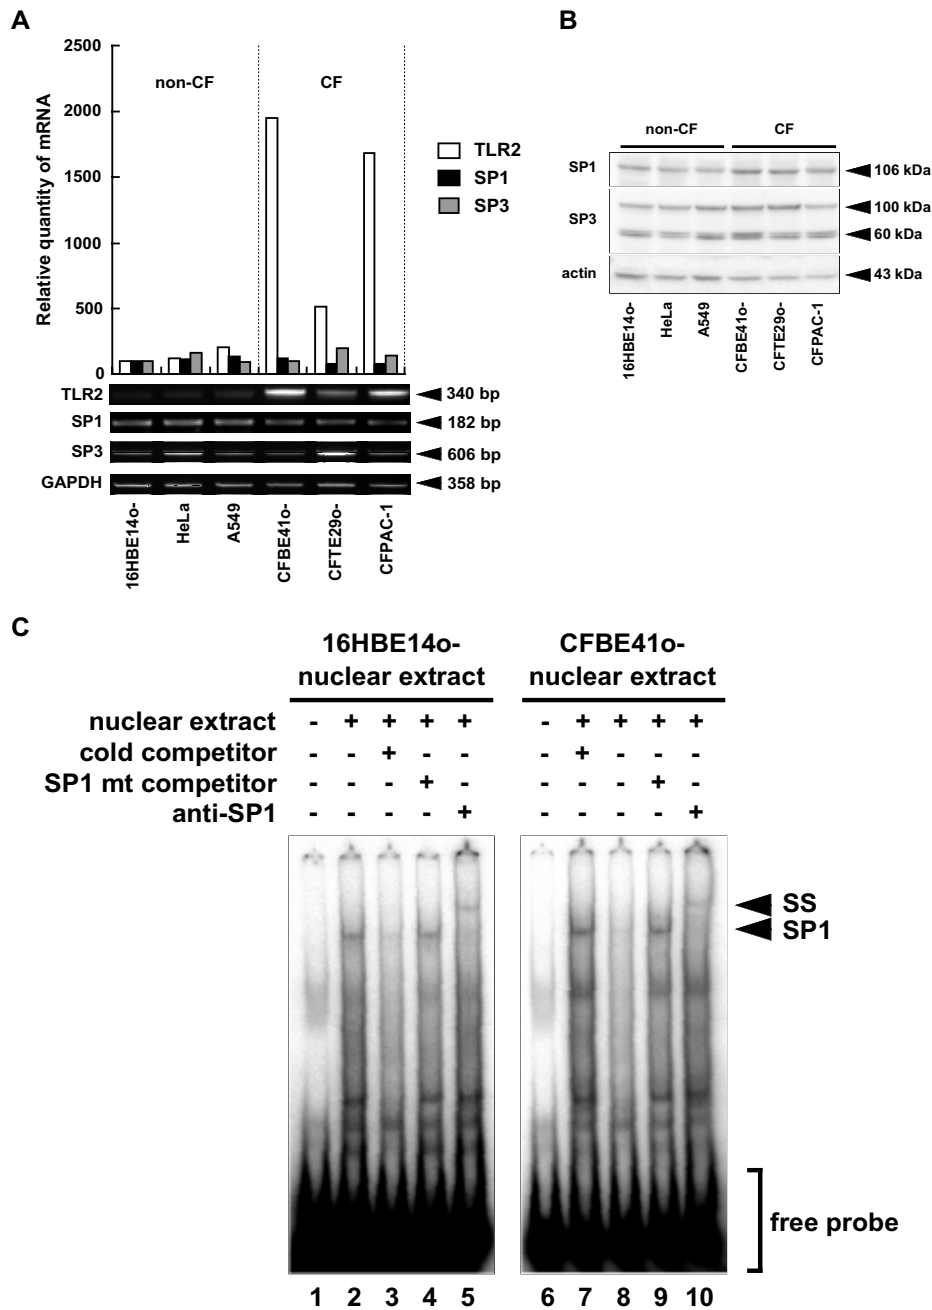 A
2500
2000
1500
1000
500
0
Relative quantity of mRNA
non-CF
CF
TLR2
SP1
SP3
TLR2 340 bp
SP1 182 bp
SP3 606 bp
GAPDH 358 bp
16HBE14o-
HeLa
A549
CFBE41o-
CFTE29o-
CFPAC-1
B
non-CF CF
SP1 106 kDa
100 kDa
SP3
60 kDa
actin 43 kDa
16HBE14o-
HeLa
A549
CFBE41o-
CFTE29o-
CFPAC-1
C
16HBE14o-
nuclear extract
CFBE41o-
nuclear extract
nuclear extract - + + + + - + + + +
cold competitor - - + - - - + - - -
SP1 mt competitor - - - + - - - - + -
anti-SP1 - - - - + - - - - +
SS
SP1
free probe
1 2 3 4 5 6 7 8 9 10